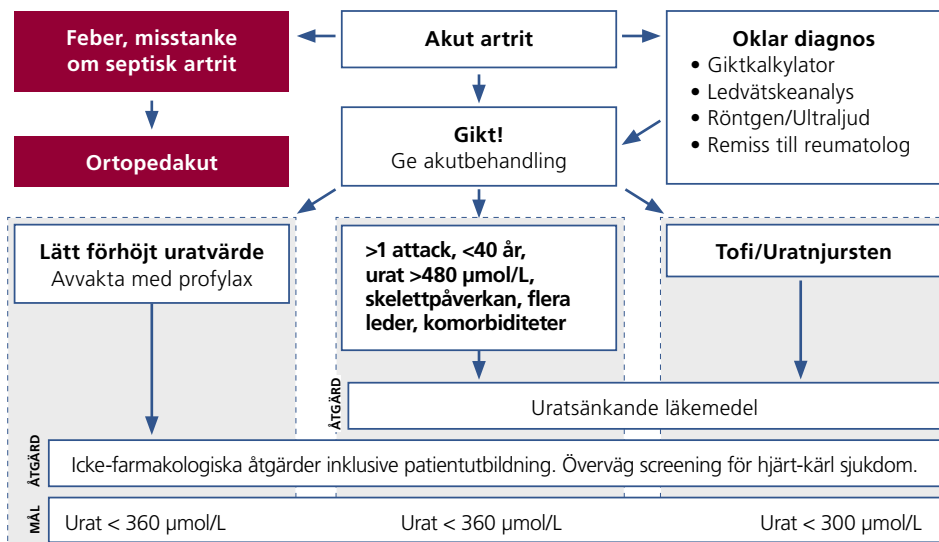 Feber, misstanke
om septisk artrit
Akut artrit
Oklar diagnos
• Giktkalkylator
• Ledvätskeanalys
• Röntgen/Ultraljud
• Remiss till reumatolog
Ortopedakut
Gikt!
Ge akutbehandling
Lätt förhöjt uratvärde
Avvakta med profylax
>1 attack, <40 år,
urat >480 µmol/L,
skelettpåverkan, flera
leder, komorbiditeter
Tofi/Uratnjursten
ÅTGÄRD
Uratsänkande läkemedel
ÅTGÄRD
Icke-farmakologiska åtgärder inklusive patientutbildning. Överväg screening för hjärt-kärl sjukdom.
MÅL
Urat < 360 µmol/L
Urat < 360 µmol/L
Urat < 300 µmol/L